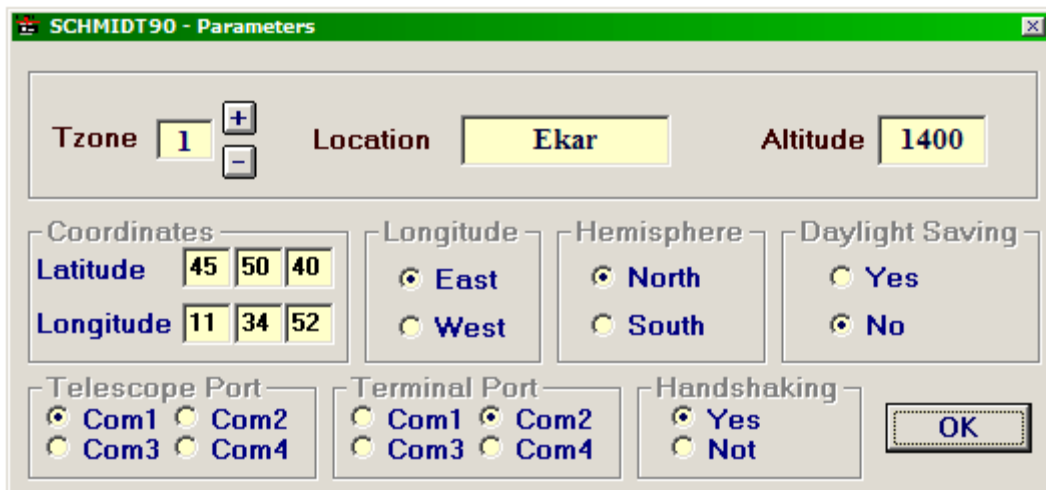 SCHMIDT90 - Parameters
Tzone 1 + - Location Ekar Altitude 1400
Coordinates
Latitude 45 50 40
Longitude 11 34 52
Longitude
East
West
Hemisphere
North
South
Daylight Saving
Yes
No
Telescope Port
Com1 Com2
Com3 Com4
Terminal Port
Com1 Com2
Com3 Com4
Handshaking
Yes
Not
OK